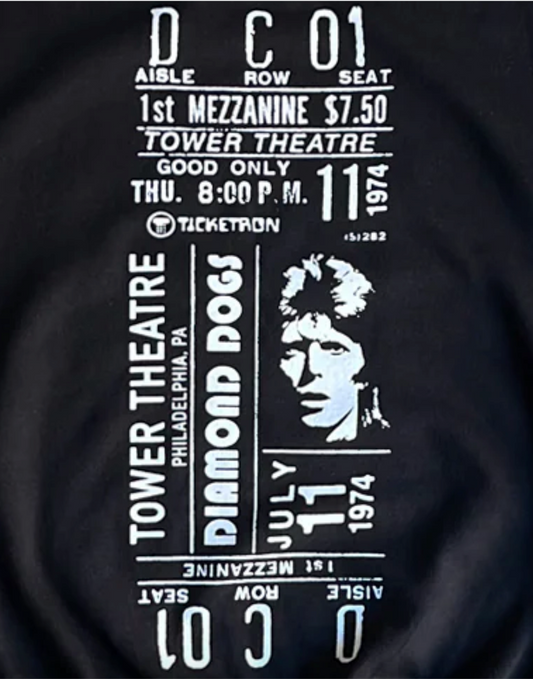 D C 01
AISLE ROW SEAT
1st MEZZANINE $7.50
TOWER THEATRE
GOOD ONLY
THU. 8:00 P.M. 11 1974
TICKETRON
TOWER THEATRE
PHILADELPHIA, PA
DIAMOND DOGS
JULY
11
1974
1st MEZZANINE
AISLE ROW SEAT
D C 01